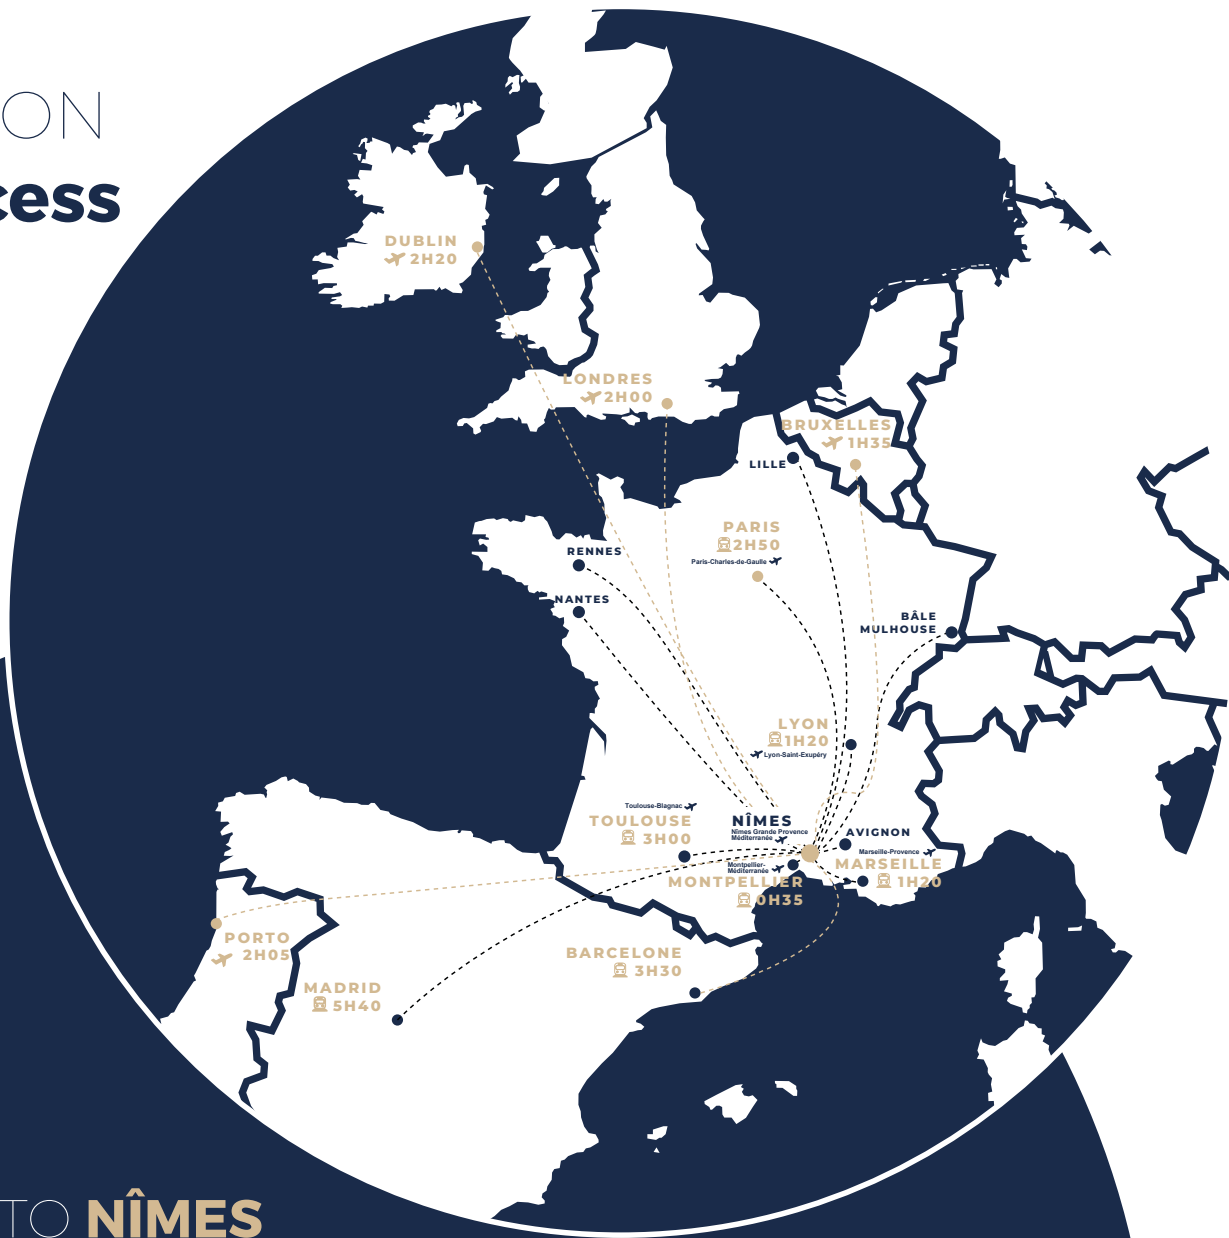 ON
cess
DUBLIN
2H20
LONDRES
2H00
BRUXELLES
1H35
LILLE
PARIS
2H50
Paris-Charles-de-Gaulle
RENNES
NANTES
BÂLE
MULHOUSE
LYON
1H20
Lyon-Saint-Exupéry
Toulouse-Blagnac
TOULOUSE
3H00
NÎMES
Nîmes Grande Provence
Méditerranée
AVIGNON
Marseille-Provence
MARSEILLE
1H20
Montpellier-
Méditerranée
MONTPELLIER
0H35
PORTO
2H05
BARCELONE
3H30
MADRID
5H40
TO NÎMES